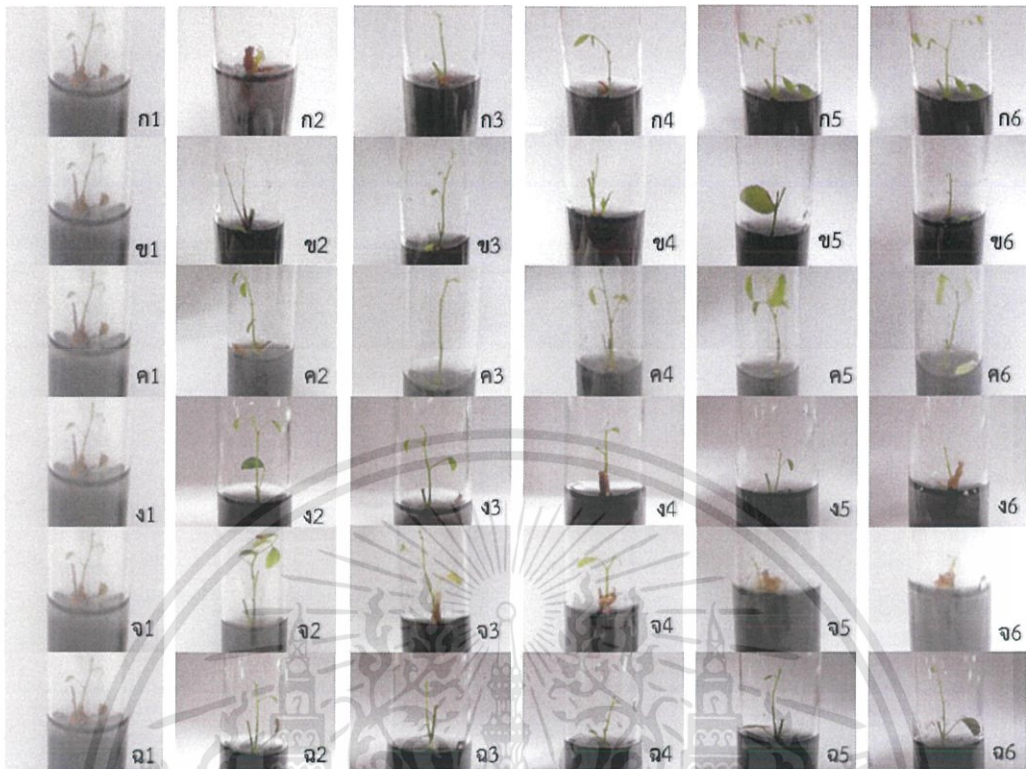 ก1 ก2 ก3 ก4 ก5 ก6
ข1 ข2 ข3 ข4 ข5 ข6
ค1 ค2 ค3 ค4 ค5 ค6
ง1 ง2 ง3 ง4 ง5 ง6
จ1 จ2 จ3 จ4 จ5 จ6
ฉ1 ฉ2 ฉ3 ฉ4 ฉ5 ฉ6